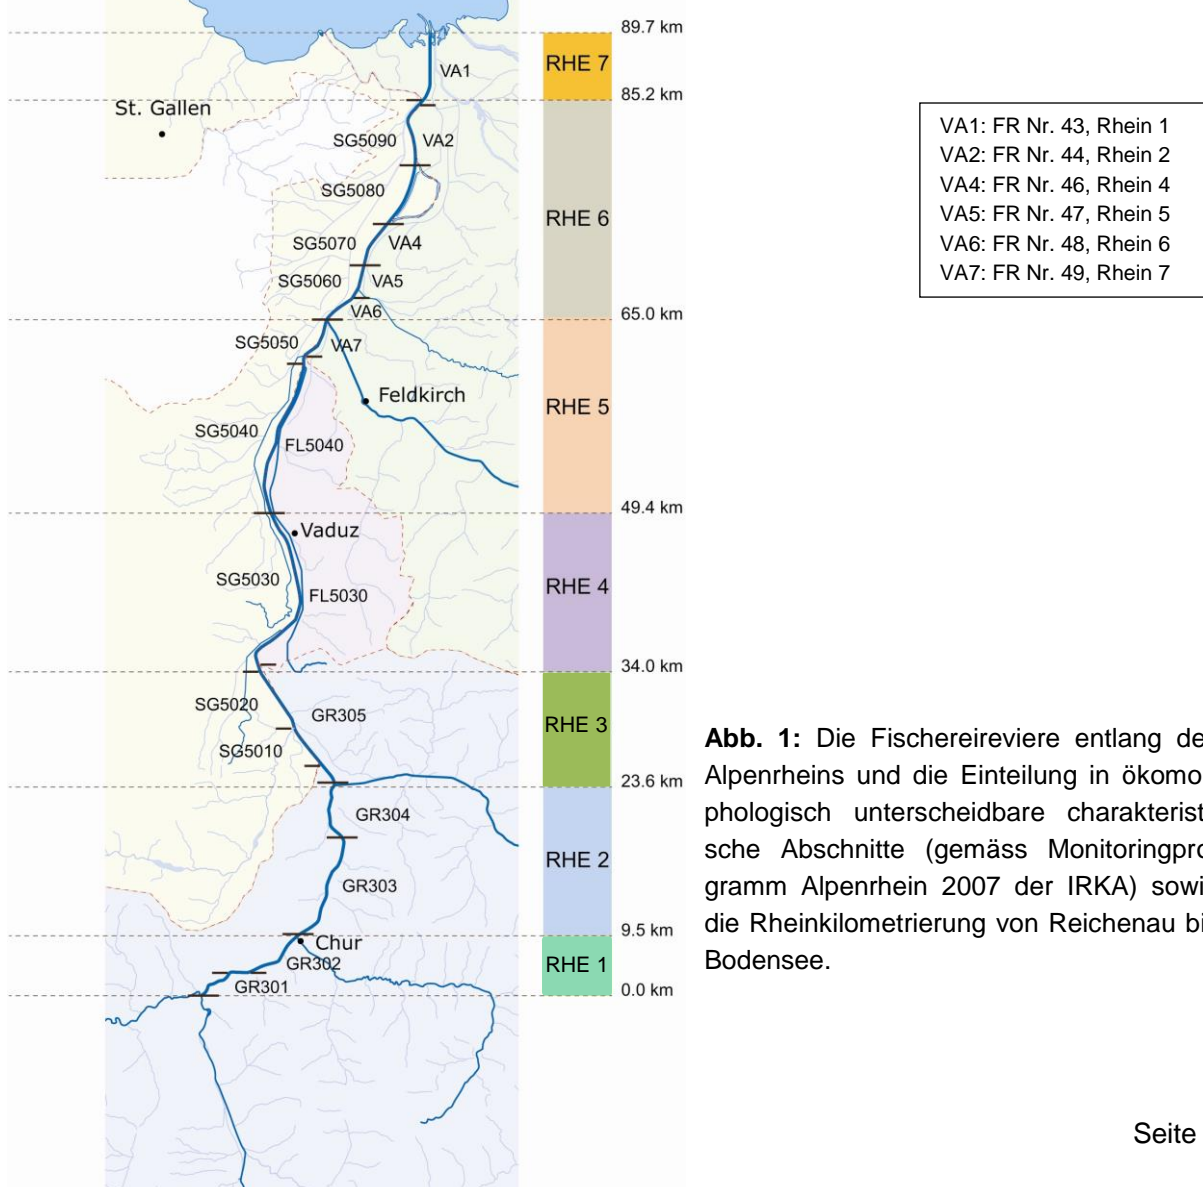 89.7 km
RHE 7
VA1
85.2 km
St. Gallen
SG5090
VA2
SG5080
RHE 6
SG5070
VA4
SG5060
VA5
VA6
65.0 km
SG5050
VA7
Feldkirch
RHE 5
SG5040
FL5040
49.4 km
Vaduz
SG5030
FL5030
RHE 4
34.0 km
SG5020
GR305
RHE 3
SG5010
23.6 km
GR304
RHE 2
GR303
9.5 km
Chur
GR302
RHE 1
GR301
0.0 km
VA1: FR Nr. 43, Rhein 1
VA2: FR Nr. 44, Rhein 2
VA4: FR Nr. 46, Rhein 4
VA5: FR Nr. 47, Rhein 5
VA6: FR Nr. 48, Rhein 6
VA7: FR Nr. 49, Rhein 7
Abb. 1: Die Fischereireviere entlang de
Alpenrheins und die Einteilung in ökomo
phologisch unterscheidbare charakterist
sche Abschnitte (gemäss Monitoringpro
gramm Alpenrhein 2007 der IRKA) sowi
die Rheinkilometrierung von Reichenau bi
Bodensee.
Seite